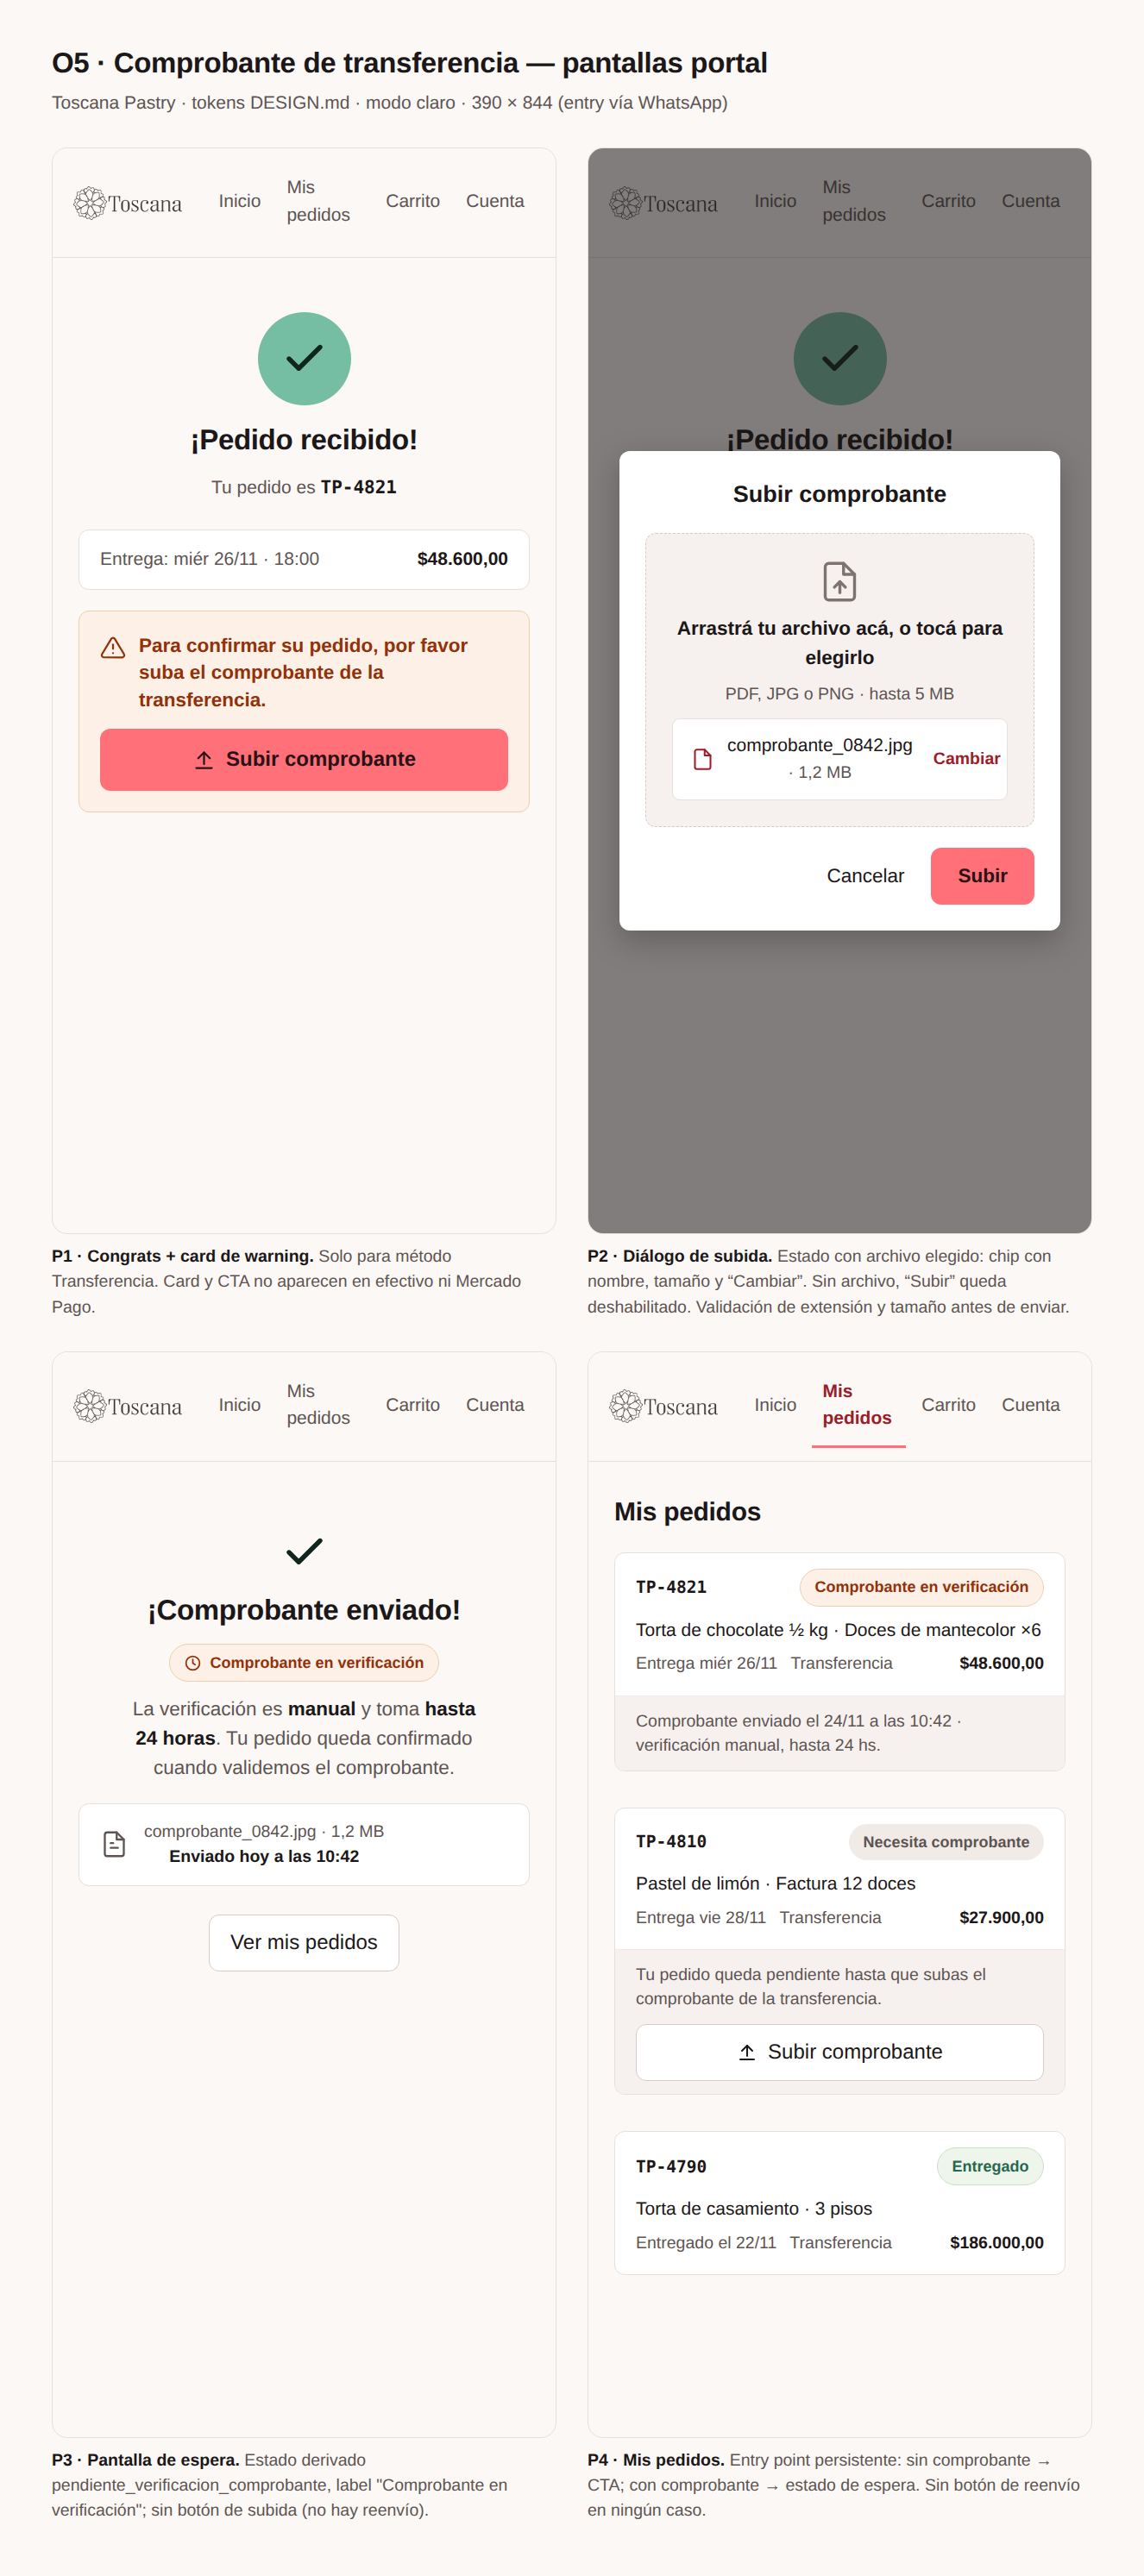 O5 · Comprobante de transferencia — pantallas portal
Toscana Pastry · tokens DESIGN.md · modo claro · 390 × 844 (entry vía WhatsApp)
Toscana
Inicio
Mis
pedidos
Carrito
Cuenta
¡Pedido recibido!
Tu pedido es TP-4821
Entrega: miér 26/11 · 18:00
$48.600,00
Para confirmar su pedido, por favor
suba el comprobante de la
transferencia.
Subir comprobante
P1 · Congrats + card de warning. Solo para método
Transferencia. Card y CTA no aparecen en efectivo ni Mercado
Pago.
Toscana
Inicio
Mis
pedidos
Carrito
Cuenta
¡Pedido recibido!
Subir comprobante
Arrastrá tu archivo acá, o tocá para
elegirlo
PDF, JPG o PNG · hasta 5 MB
comprobante_0842.jpg
· 1,2 MB
Cambiar
Cancelar
Subir
P2 · Diálogo de subida. Estado con archivo elegido: chip con
nombre, tamaño y “Cambiar”. Sin archivo, “Subir” queda
deshabilitado. Validación de extensión y tamaño antes de enviar.
Toscana
Inicio
Mis
pedidos
Carrito
Cuenta
¡Comprobante enviado!
Comprobante en verificación
La verificación es manual y toma hasta
24 horas. Tu pedido queda confirmado
cuando validemos el comprobante.
comprobante_0842.jpg · 1,2 MB
Enviado hoy a las 10:42
Ver mis pedidos
P3 · Pantalla de espera. Estado derivado
pendiente_verificacion_comprobante, label "Comprobante en
verificación"; sin botón de subida (no hay reenvío).
Toscana
Inicio
Mis
pedidos
Carrito
Cuenta
Mis pedidos
TP-4821
Comprobante en verificación
Torta de chocolate ½ kg · Doces de mantecolor ×6
Entrega miér 26/11 Transferencia
$48.600,00
Comprobante enviado el 24/11 a las 10:42 ·
verificación manual, hasta 24 hs.
TP-4810
Necesita comprobante
Pastel de limón · Factura 12 doces
Entrega vie 28/11 Transferencia
$27.900,00
Tu pedido queda pendiente hasta que subas el
comprobante de la transferencia.
Subir comprobante
TP-4790
Entregado
Torta de casamiento · 3 pisos
Entregado el 22/11 Transferencia
$186.000,00
P4 · Mis pedidos. Entry point persistente: sin comprobante →
CTA; con comprobante → estado de espera. Sin botón de reenvío
en ningún caso.